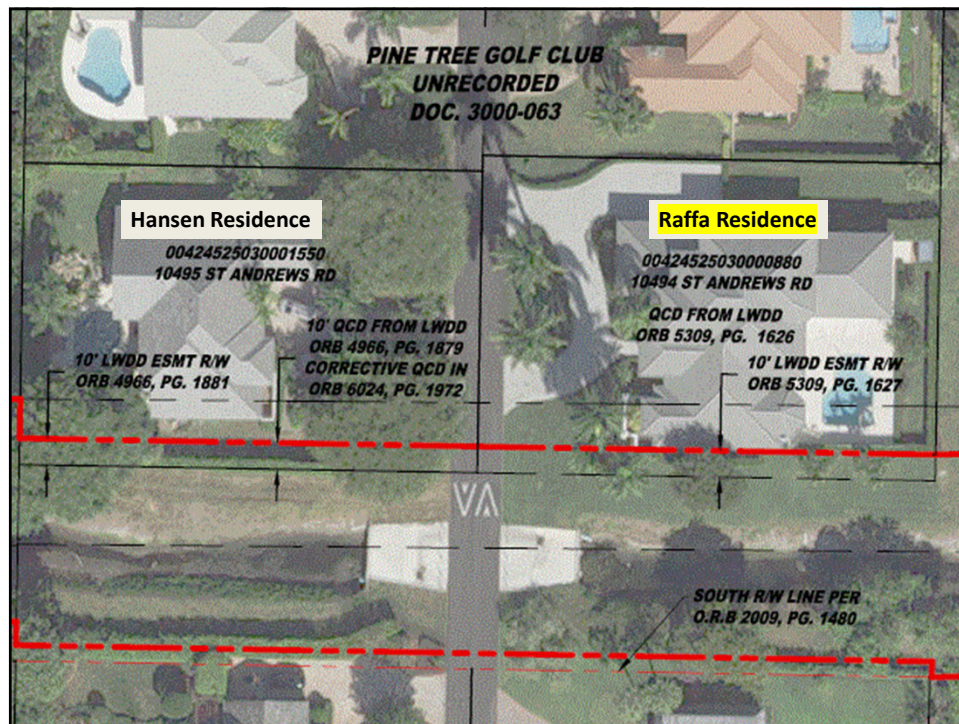 PINE TREE GOLF CLUB
UNRECORDED
DOC. 3000-063
Hansen Residence
00424525030001550
10495 ST ANDREWS RD
10' QCD FROM LWDD
ORB 4966, PG. 1879
CORRECTIVE QCD IN
ORB 6024, PG. 1972
10' LWDD ESMT R/W
ORB 4966, PG. 1881
Raffa Residence
00424525030000880
10494 ST ANDREWS RD
QCD FROM LWDD
ORB 5309, PG. 1626
10' LWDD ESMT R/W
ORB 5309, PG. 1627
SOUTH R/W LINE PER
O.R.B 2009, PG. 1480